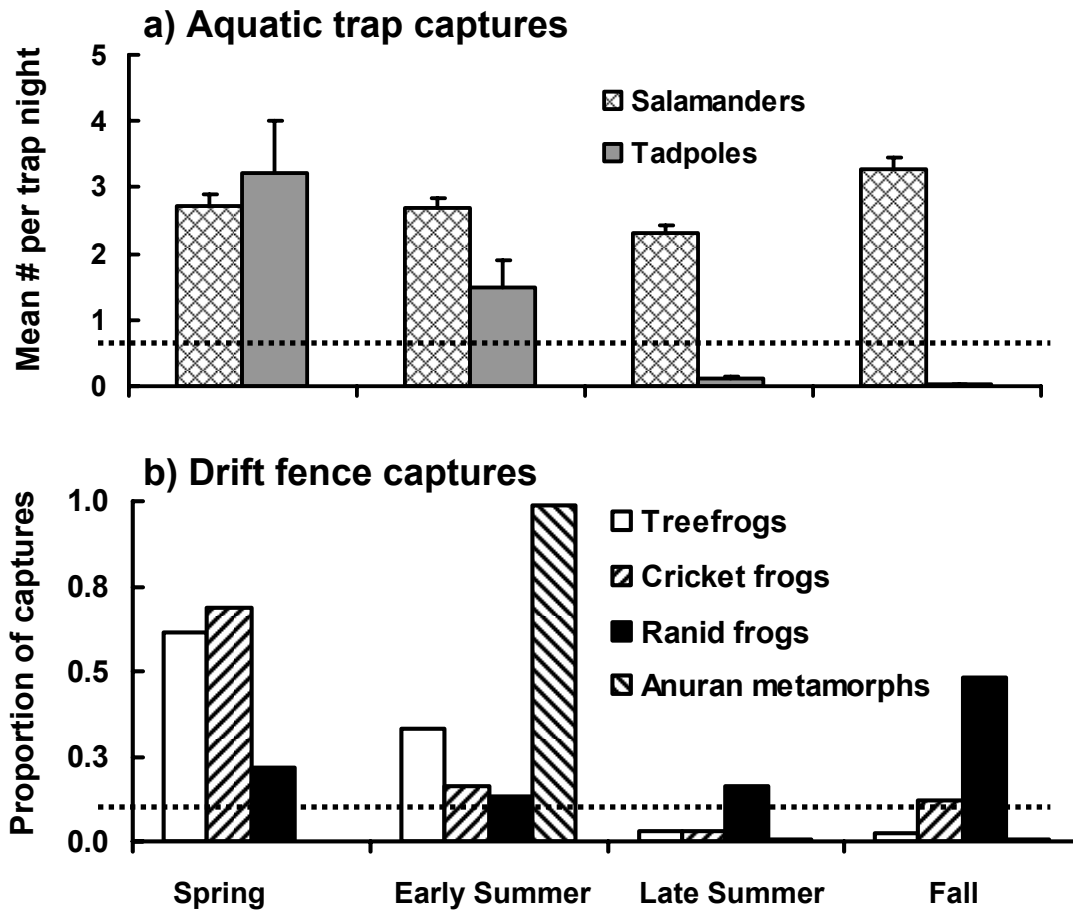 a) Aquatic trap captures
Mean # per trap night
5
4
3
2
1
0
Salamanders
Tadpoles
b) Drift fence captures
Proportion of captures
1.0
0.8
0.5
0.3
0.0
Treefrogs
Cricket frogs
Ranid frogs
Anuran metamorphs
Spring Early Summer Late Summer Fall